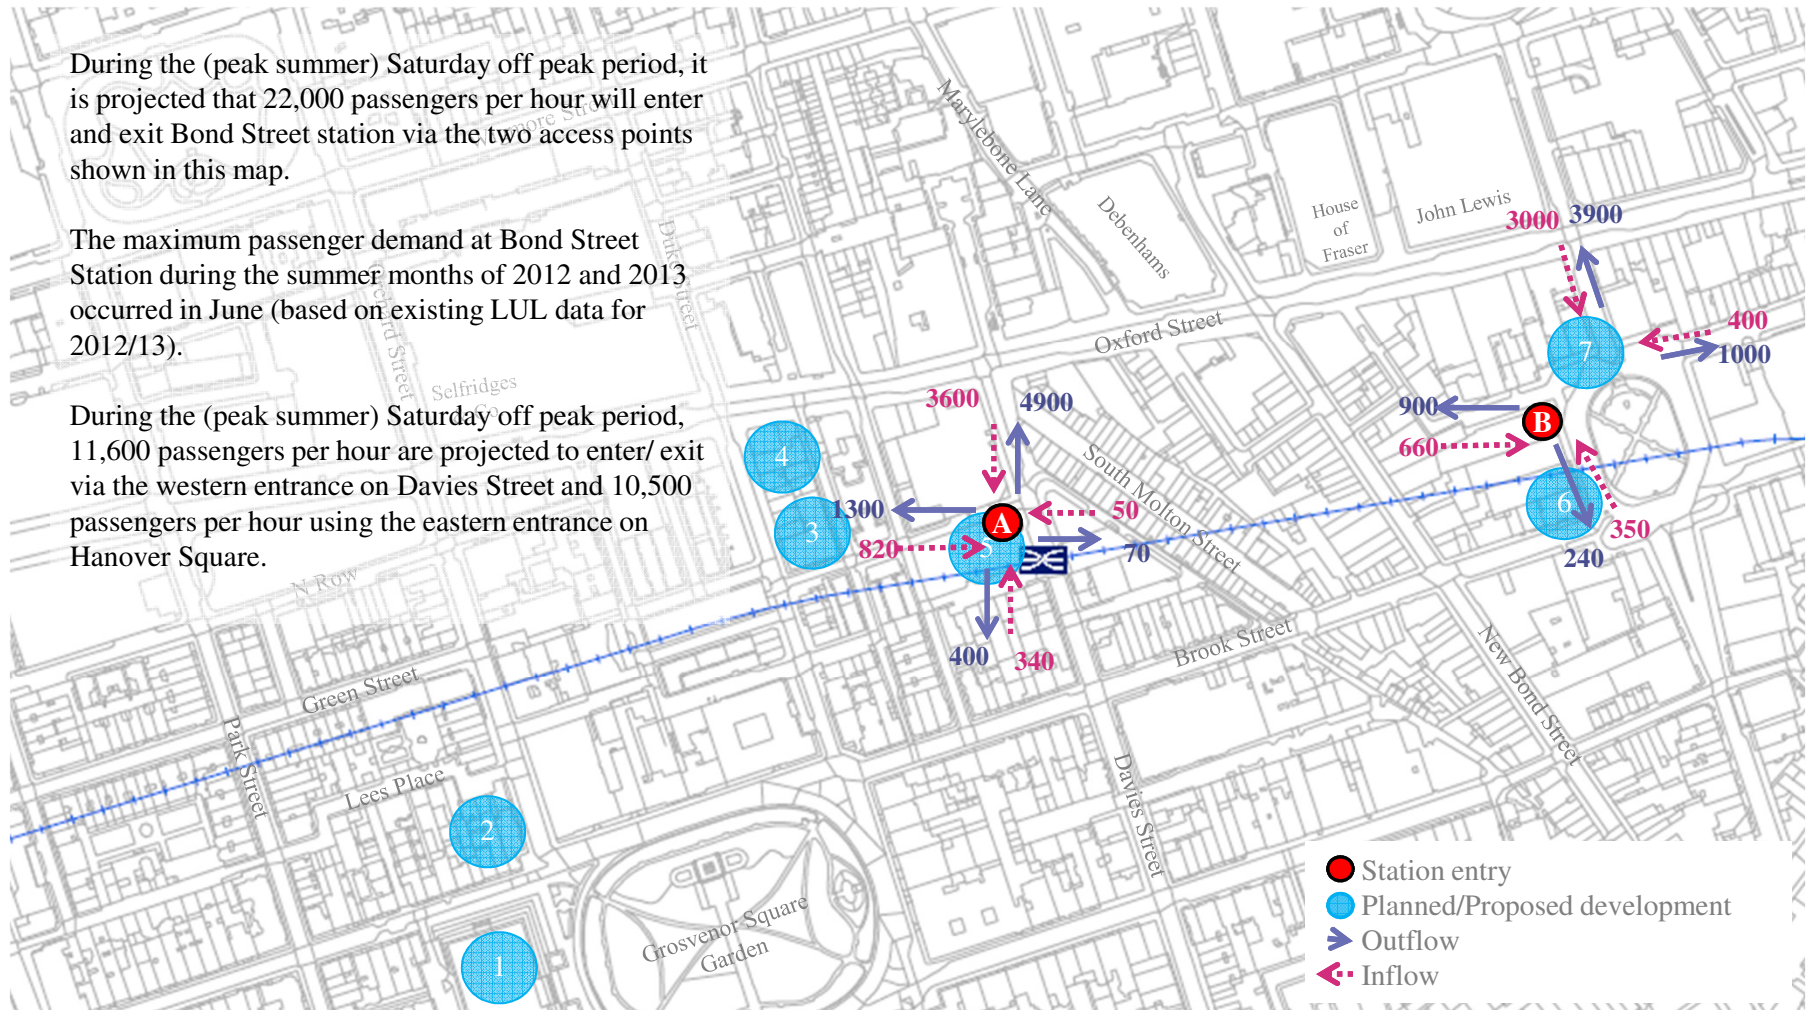 During the (peak summer) Saturday off peak period, it
is projected that 22,000 passengers per hour will enter
and exit Bond Street station via the two access points
shown in this map.
The maximum passenger demand at Bond Street
Station during the summer months of 2012 and 2013
occurred in June (based on existing LUL data for
2012/13).
During the (peak summer) Saturday off peak period,
11,600 passengers per hour are projected to enter/ exit
via the western entrance on Davies Street and 10,500
passengers per hour using the eastern entrance on
Hanover Square.
Duke Street
Selfridges
Co
N Row
Green Street
Park Street
Lees Place
Grosvenor Square
Garden
Marylebone Lane
Debenhams
House
of
Fraser
John Lewis
Oxford Street
South Molton Street
Brook Street
New Bond Street
Davies Street
3600
4900
1300
50
820
70
400
340
3000
3900
400
1000
900
660
350
240
A
B
1
2
3
4
5
6
7
Station entry
Planned/Proposed development
Outflow
Inflow